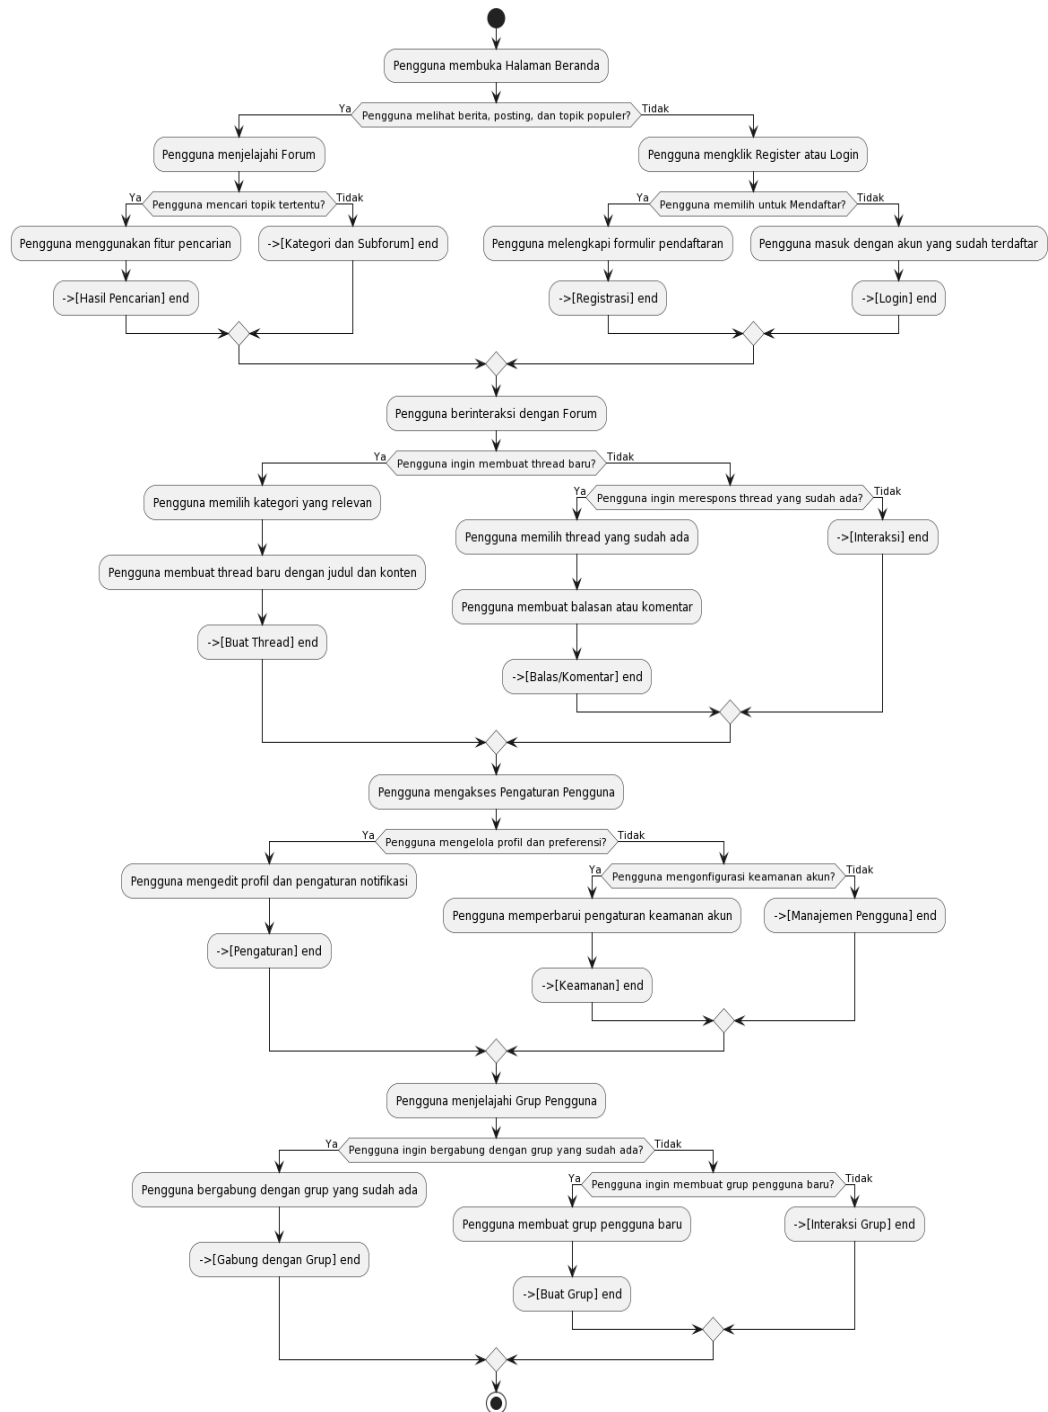 Pengguna membuka Halaman Beranda
Ya
Pengguna melihat berita, posting, dan topik populer?
Tidak
Pengguna menjelajahi Forum
Pengguna mengklik Register atau Login
Ya
Pengguna mencari topik tertentu?
Tidak
Ya
Pengguna memilih untuk Mendaftar?
Tidak
Pengguna menggunakan fitur pencarian
->[Kategori dan Subforum] end
Pengguna melengkapi formulir pendaftaran
Pengguna masuk dengan akun yang sudah terdaftar
->[Hasil Pencarian] end
->[Registrasi] end
->[Login] end
Pengguna berinteraksi dengan Forum
Ya
Pengguna ingin membuat thread baru?
Tidak
Pengguna memilih kategori yang relevan
Ya
Pengguna ingin merespons thread yang sudah ada?
Tidak
Pengguna memilih thread yang sudah ada
->[Interaksi] end
Pengguna membuat thread baru dengan judul dan konten
Pengguna membuat balasan atau komentar
->[Buat Thread] end
->[Balas/Komentar] end
Pengguna mengakses Pengaturan Pengguna
Ya
Pengguna mengelola profil dan preferensi?
Tidak
Pengguna mengedit profil dan pengaturan notifikasi
Ya
Pengguna mengonfigurasi keamanan akun?
Tidak
Pengguna memperbarui pengaturan keamanan akun
->[Manajemen Pengguna] end
->[Pengaturan] end
->[Keamanan] end
Pengguna menjelajahi Grup Pengguna
Ya
Pengguna ingin bergabung dengan grup yang sudah ada?
Tidak
Pengguna bergabung dengan grup yang sudah ada
Ya
Pengguna ingin membuat grup pengguna baru?
Tidak
Pengguna membuat grup pengguna baru
->[Interaksi Grup] end
->[Gabung dengan Grup] end
->[Buat Grup] end